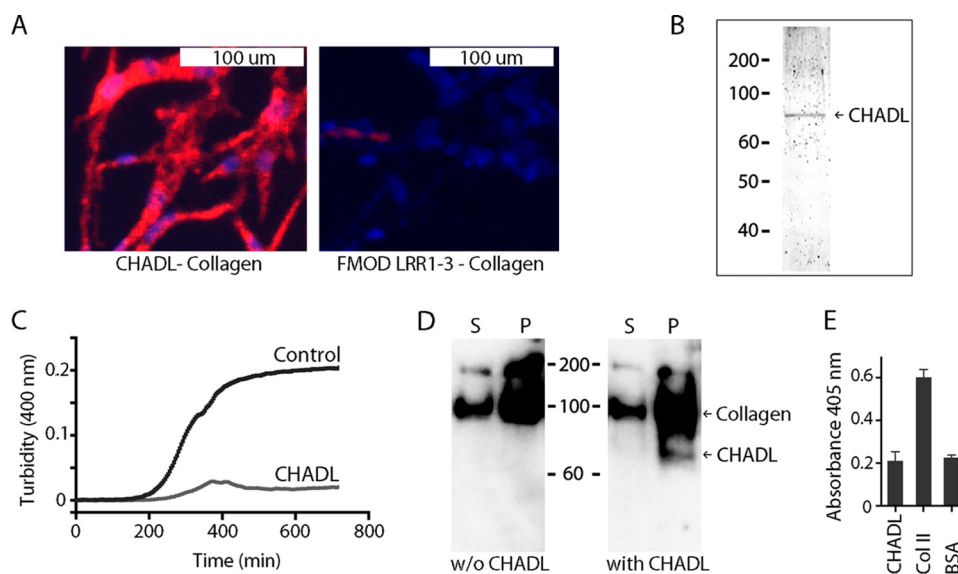 A
100 um
100 um
CHADL- Collagen
FMOD LRR1-3 - Collagen
B
200
100
60
50
40
← CHADL
C
Turbidity (400 nm)
0.2
0.1
0
0
200
400
600
800
Time (min)
Control
CHADL
D
S P
S P
200
100
60
← Collagen
← CHADL
w/o CHADL
with CHADL
E
Absorbance 405 nm
0.6
0.4
0.2
0
CHADL
Col II
BSA